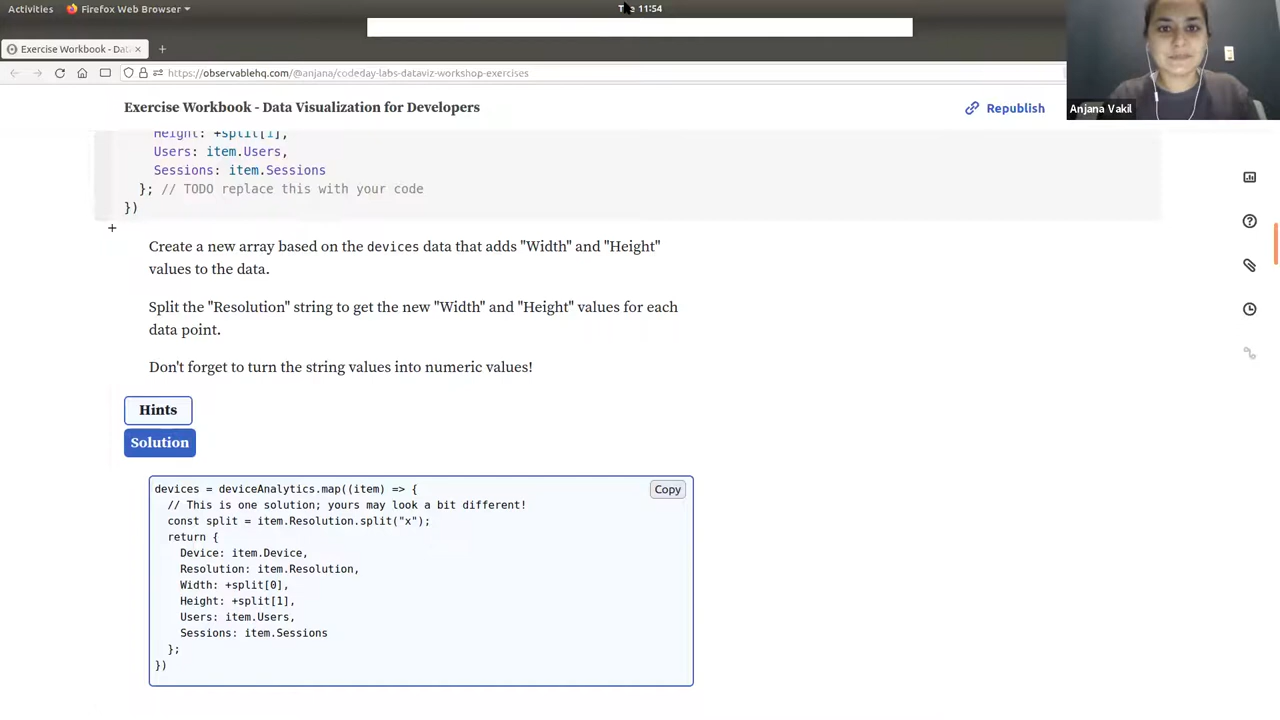 Activities Firefox Web Browser 11:54
Exercise Workbook - Dat
https://observablehq.com/@anjana/codeday-labs-dataviz-workshop-exercises
Anjana Vakil
Exercise Workbook - Data Visualization for Developers
Republish
Height: +split[1],
Users: item.Users,
Sessions: item.Sessions
}; // TODO replace this with your code
})
+
Create a new array based on the devices data that adds "Width" and "Height"
values to the data.
Split the "Resolution" string to get the new "Width" and "Height" values for each
data point.
Don't forget to turn the string values into numeric values!
Hints
Solution
Copy
devices = deviceAnalytics.map((item) => {
// This is one solution; yours may look a bit different!
const split = item.Resolution.split("x");
return {
Device: item.Device,
Resolution: item.Resolution,
Width: +split[0],
Height: +split[1],
Users: item.Users,
Sessions: item.Sessions
};
})